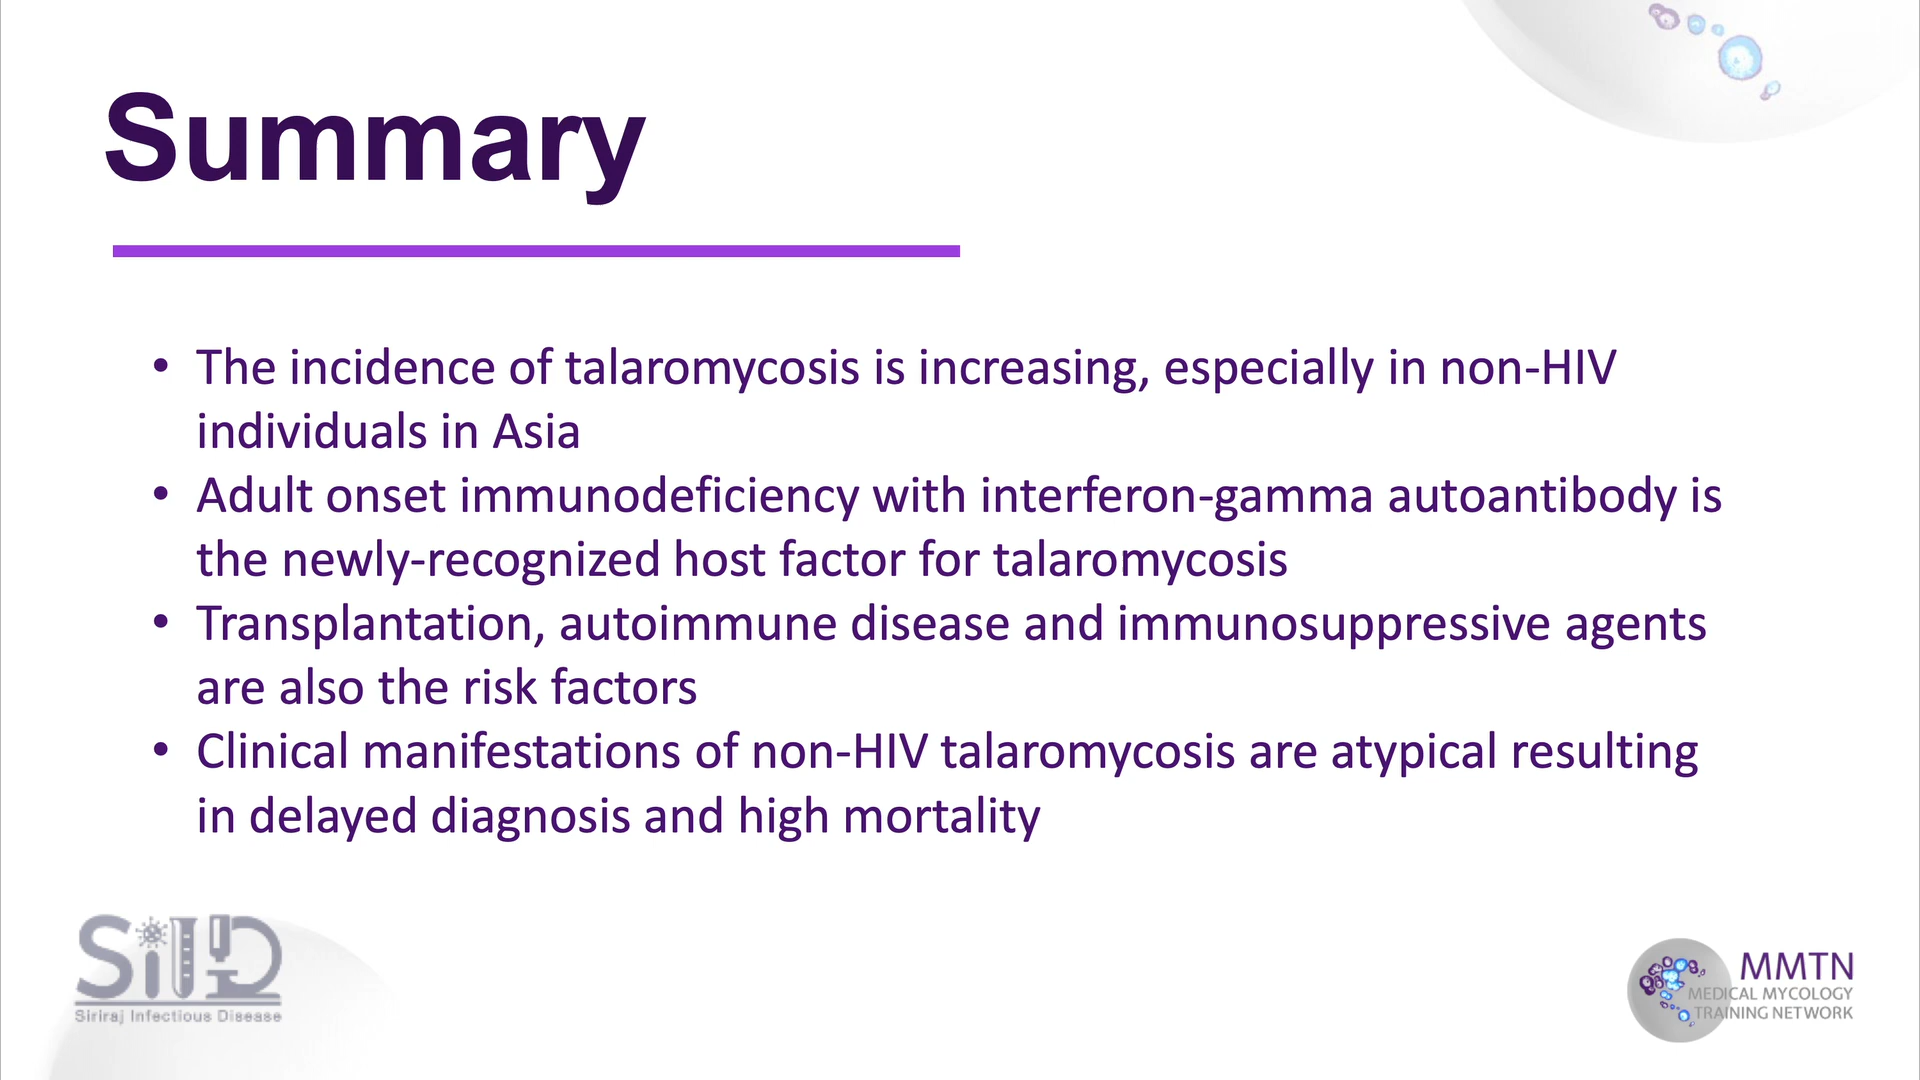 Summary
• The incidence of talaromycosis is increasing, especially in non-HIV
individuals in Asia
• Adult onset immunodeficiency with interferon-gamma autoantibody is
the newly-recognized host factor for talaromycosis
• Transplantation, autoimmune disease and immunosuppressive agents
are also the risk factors
• Clinical manifestations of non-HIV talaromycosis are atypical resulting
in delayed diagnosis and high mortality
SiID
Siriraj Infectious Disease
MMTN
MEDICAL MYCOLOGY
TRAINING NETWORK